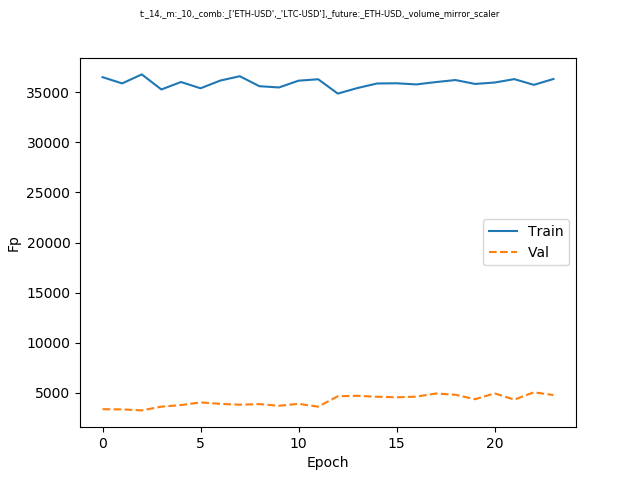 t:_14,_m:_10,_comb:_['ETH-USD',_'LTC-USD'],_future:_ETH-USD,_volume_mirror_scaler
35000
30000
25000
20000
15000
10000
5000
Fp
Train
Val
0 5 10 15 20
Epoch